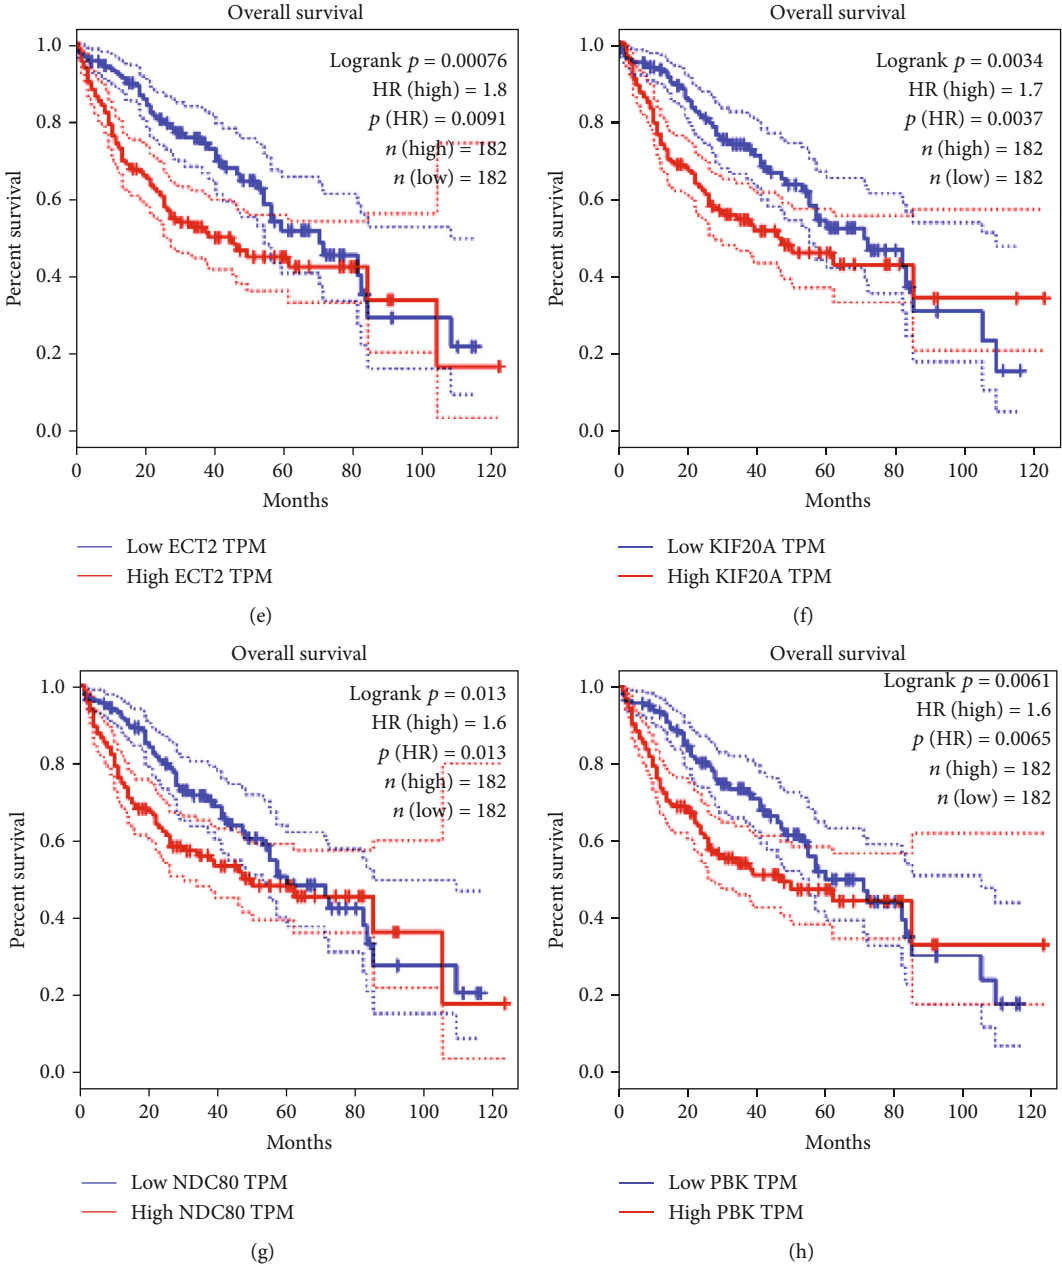 Overall survival
Percent survival
1.0
0.8
0.6
0.4
0.2
0.0
Logrank p = 0.00076
HR (high) = 1.8
p (HR) = 0.0091
n (high) = 182
n (low) = 182
0 20 40 60 80 100 120
Months
Low ECT2 TPM
High ECT2 TPM
(e)
Overall survival
Percent survival
1.0
0.8
0.6
0.4
0.2
0.0
Logrank p = 0.0034
HR (high) = 1.7
p (HR) = 0.0037
n (high) = 182
n (low) = 182
0 20 40 60 80 100 120
Months
Low KIF20A TPM
High KIF20A TPM
(f)
Overall survival
Percent survival
1.0
0.8
0.6
0.4
0.2
0.0
Logrank p = 0.013
HR (high) = 1.6
p (HR) = 0.013
n (high) = 182
n (low) = 182
0 20 40 60 80 100 120
Months
Low NDC80 TPM
High NDC80 TPM
(g)
Overall survival
Percent survival
1.0
0.8
0.6
0.4
0.2
0.0
Logrank p = 0.0061
HR (high) = 1.6
p (HR) = 0.0065
n (high) = 182
n (low) = 182
0 20 40 60 80 100 120
Months
Low PBK TPM
High PBK TPM
(h)